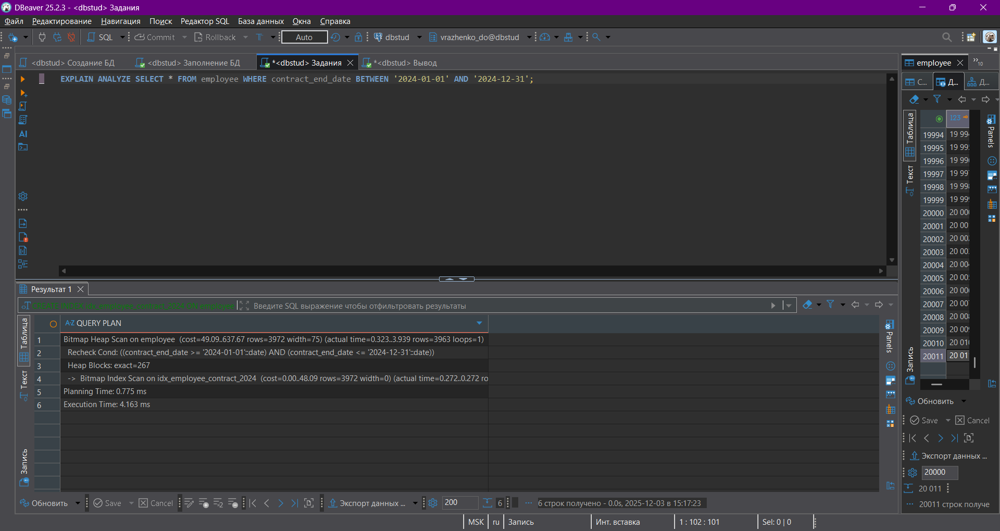 DBeaver 25.2.3 - <dbstud> Задания
Файл Редактирование Навигация Поиск Редактор SQL База данных Окна Справка
SQL Commit Rollback T Auto dbstud vrazhenko_do@dbstud
<dbstud> Создание БД <dbstud> Заполнение БД *<dbstud> Задания *<dbstud> Вывод
EXPLAIN ANALYZE SELECT * FROM employee WHERE contract_end_date BETWEEN '2024-01-01' AND '2024-12-31';
AI
Результат 1
CREATE INDEX idx_employee_contract_2024 ON employee Введите SQL выражение чтобы отфильтровать результаты
Таблица
Текст
Запись
A-Z QUERY PLAN
1 Bitmap Heap Scan on employee (cost=49.09..637.67 rows=3972 width=75) (actual time=0.323..3.939 rows=3963 loops=1)
2 Recheck Cond: ((contract_end_date >= '2024-01-01'::date) AND (contract_end_date <= '2024-12-31'::date))
3 Heap Blocks: exact=267
4 -> Bitmap Index Scan on idx_employee_contract_2024 (cost=0.00..48.09 rows=3972 width=0) (actual time=0.272..0.272 ro
5 Planning Time: 0.775 ms
6 Execution Time: 4.163 ms
Panels
Обновить Save Cancel Экспорт данных ... 200 6 6 строк получено - 0.0s, 2025-12-03 в 15:17:23
MSK ru Запись Инт. вставка 1 : 102 : 101 Sel: 0 | 0
employee »10
С... Д... Д...
Таблица
Текст
Запись
123
19994 19 994
19995 19 995
19996 19 996
19997 19 997
19998 19 998
19999 19 999
20000 20 00
20001 20 00
20002 20 00
20003 20 00
20004 20 00
20005 20 00
20006 20 00
20007 20 00
20008 20 00
20009 20 00
20010 20 01
20011 20 01
Panels
Обновить
Save Cancel
Экспорт данных ...
20000
20 011
20011 строк получе